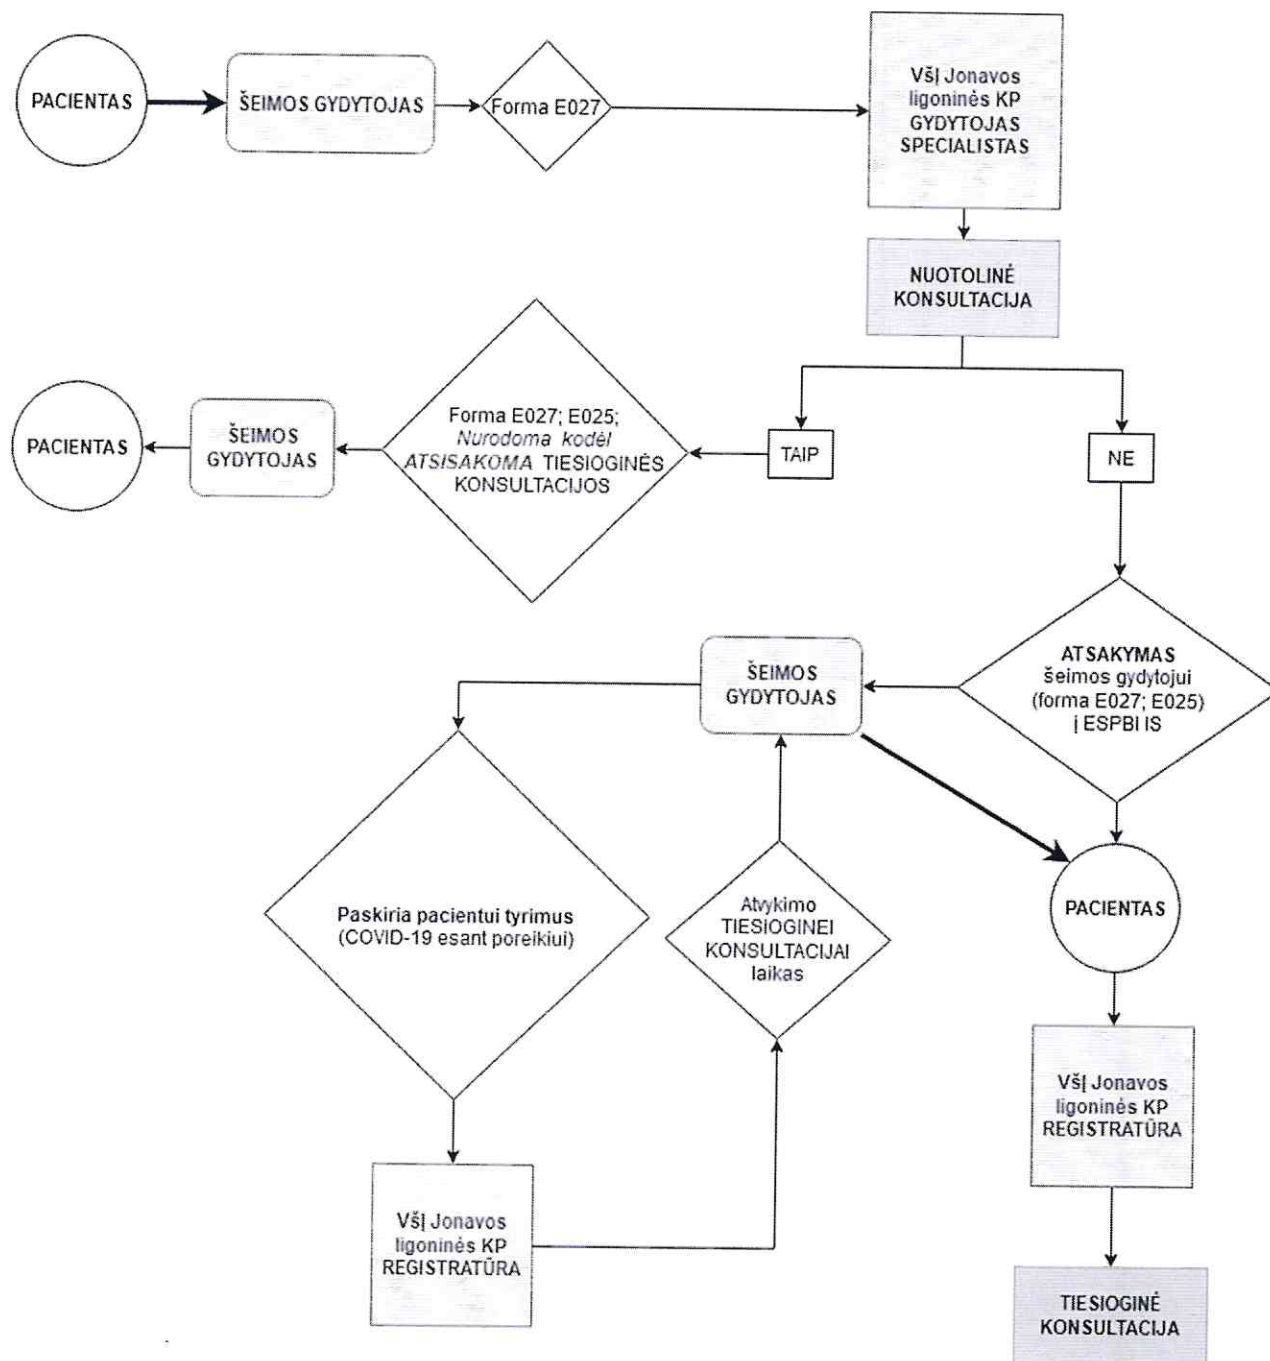 PACIENTAS
ŠEIMOS GYDYTOJAS
Forma E027
VšĮ Jonavos
ligoninės KP
GYDYTOJAS
SPECIALISTAS
NUOTOLINĖ
KONSULTACIJA
PACIENTAS
ŠEIMOS
GYDYTOJAS
Forma E027; E025;
Nurodoma kodėl
ATSISAKOMA TIESIOGINĖS
KONSULTACIJOS
TAIP
NE
ATSAKYMAS
šeimos gydytojui
(forma E027; E025)
į ESPBI IS
ŠEIMOS
GYDYTOJAS
Paskiria pacientui tyrimus
(COVID-19 esant poreikiui)
Atvykimo
TIESIOGINEI
KONSULTACIJAI
laikas
PACIENTAS
VšĮ Jonavos
ligoninės KP
REGISTRATŪRA
VšĮ Jonavos
ligoninės KP
REGISTRATŪRA
TIESIOGINĖ
KONSULTACIJA